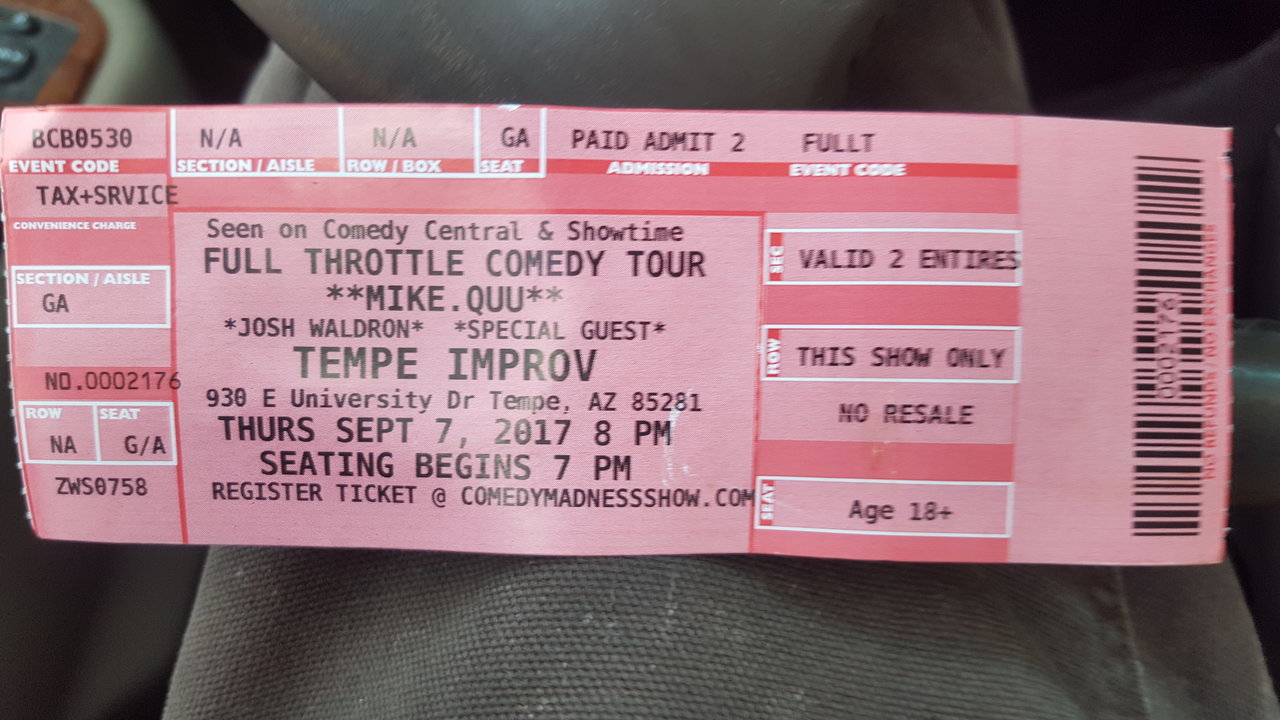 BCB0530
EVENT CODE
TAX+SRVICE
CONVENIENCE CHARGE
SECTION / AISLE
GA
NO.0002176
ROW SEAT
NA G/A
ZWS0758
N/A N/A GA PAID ADMIT 2 FULLT
SECTION / AISLE ROW / BOX SEAT ADMISSION EVENT CODE
Seen on Comedy Central & Showtime
FULL THROTTLE COMEDY TOUR
**MIKE.QUU**
*JOSH WALDRON* *SPECIAL GUEST*
TEMPE IMPROV
930 E University Dr Tempe, AZ 85281
THURS SEPT 7, 2017 8 PM
SEATING BEGINS 7 PM
REGISTER TICKET @ COMEDYMADNESSSHOW.COM
SEC VALID 2 ENTIRES
ROW THIS SHOW ONLY
NO RESALE
SEAT Age 18+
0002176
NO REFUNDS / NO EXCHANGES